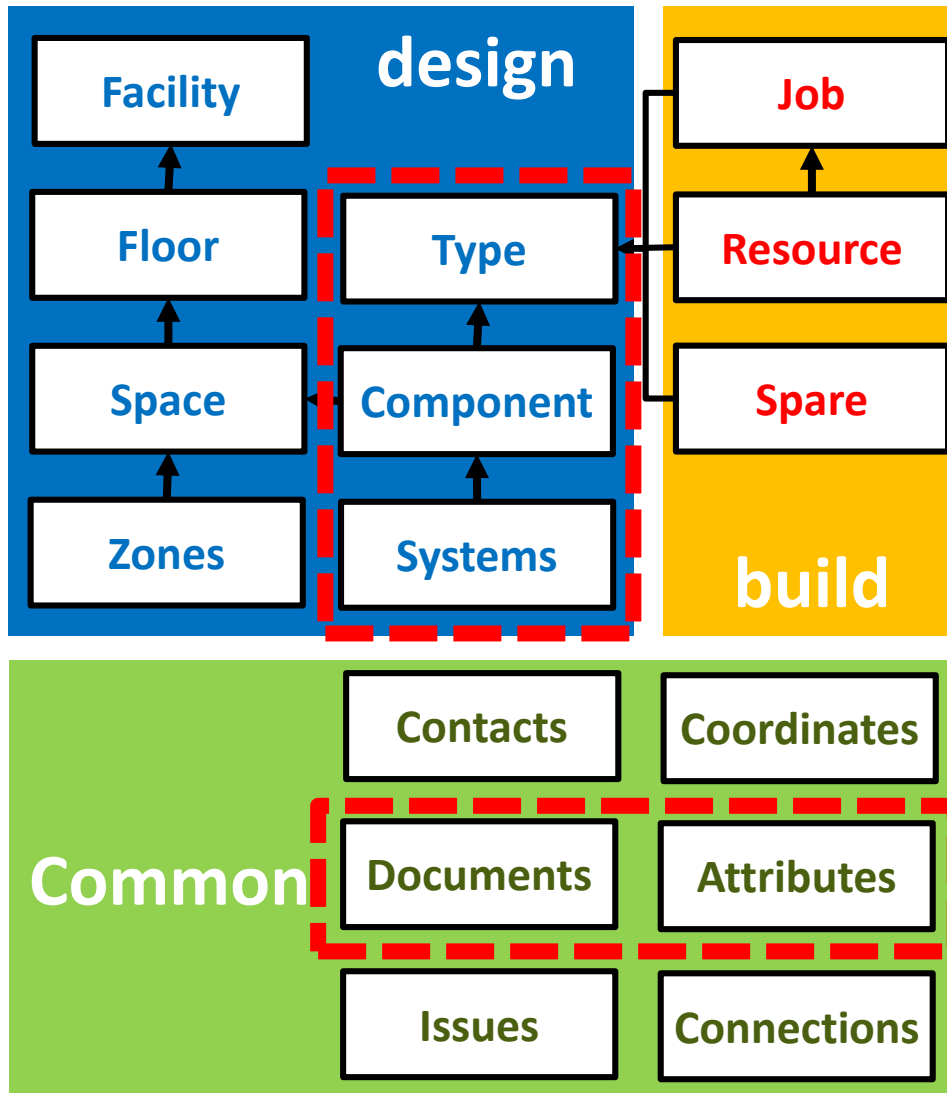 design
Facility
Floor
Space
Zones
Type
Component
Systems
Job
Resource
Spare
build
Common
Contacts
Coordinates
Documents
Attributes
Issues
Connections